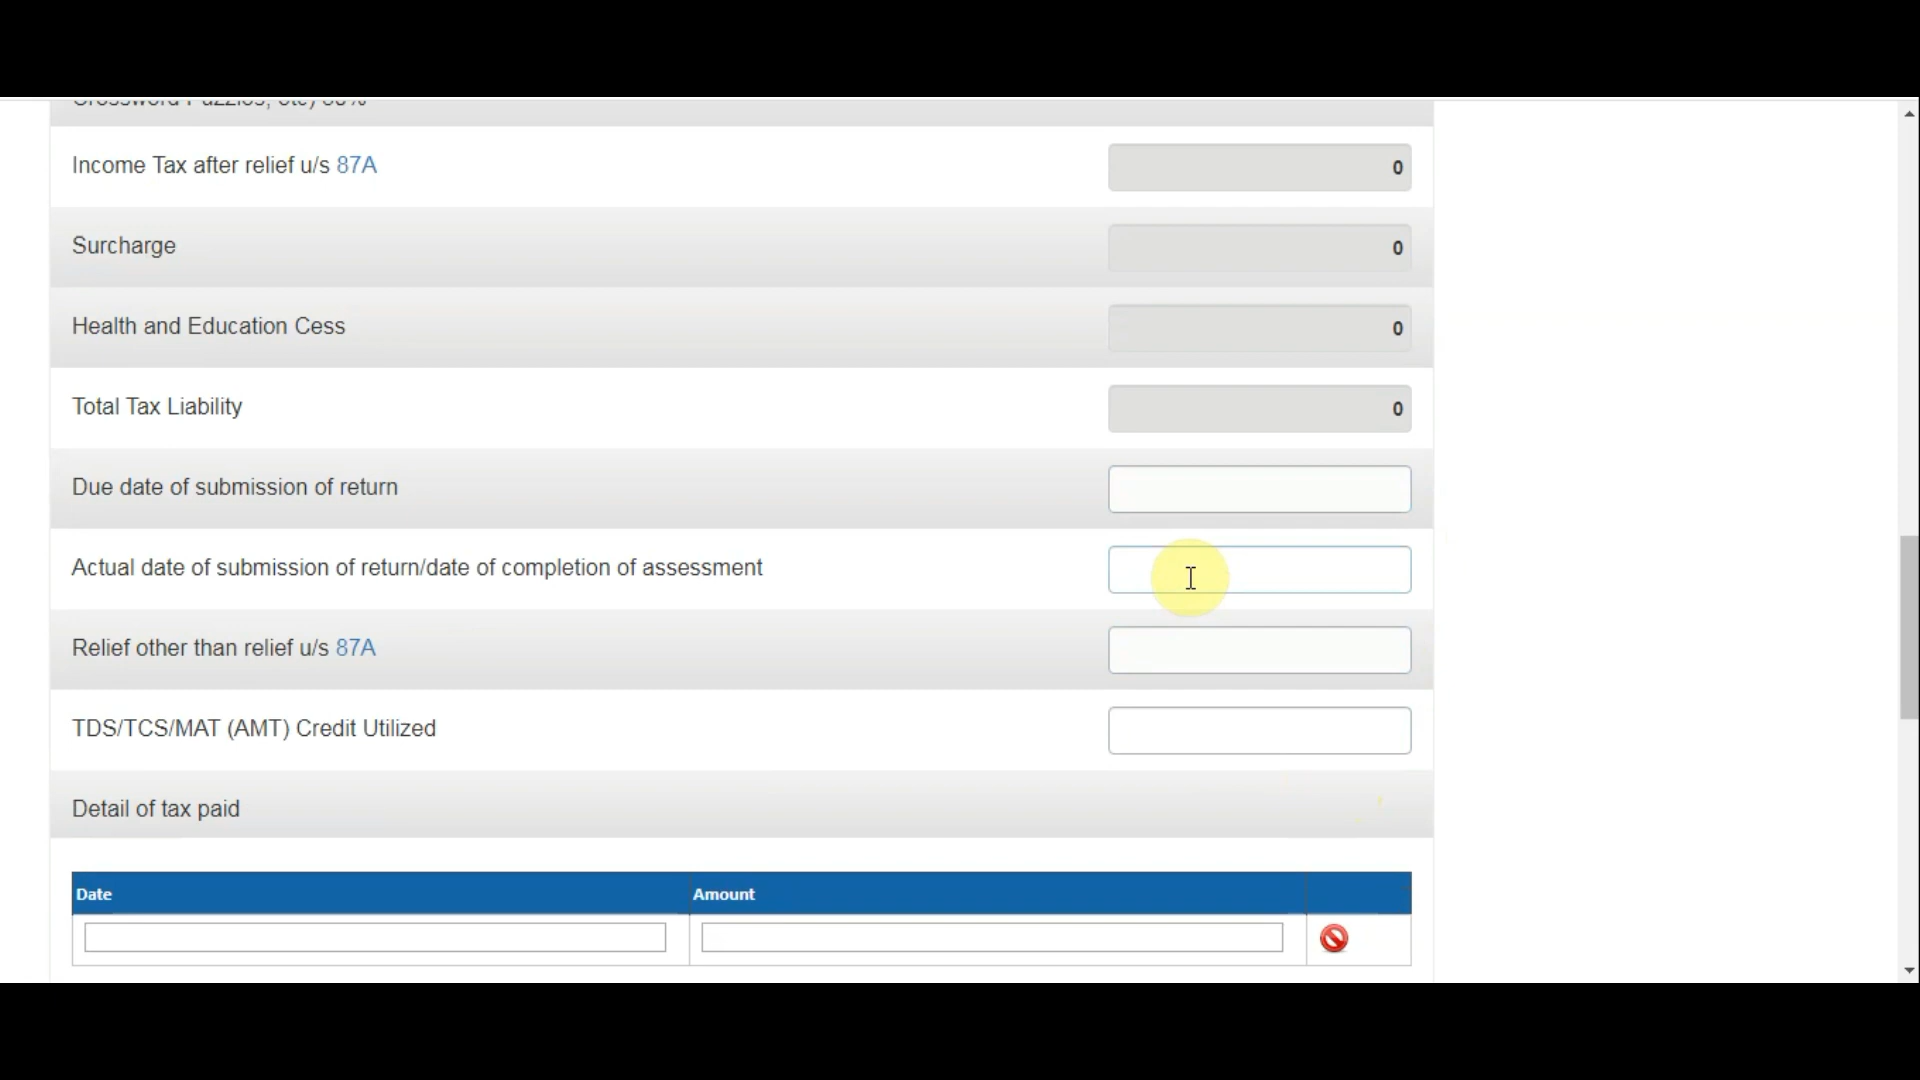 Income Tax after relief u/s 87A 0
Surcharge 0
Health and Education Cess 0
Total Tax Liability 0
Due date of submission of return
Actual date of submission of return/date of completion of assessment
Relief other than relief u/s 87A
TDS/TCS/MAT (AMT) Credit Utilized
Detail of tax paid
Date Amount